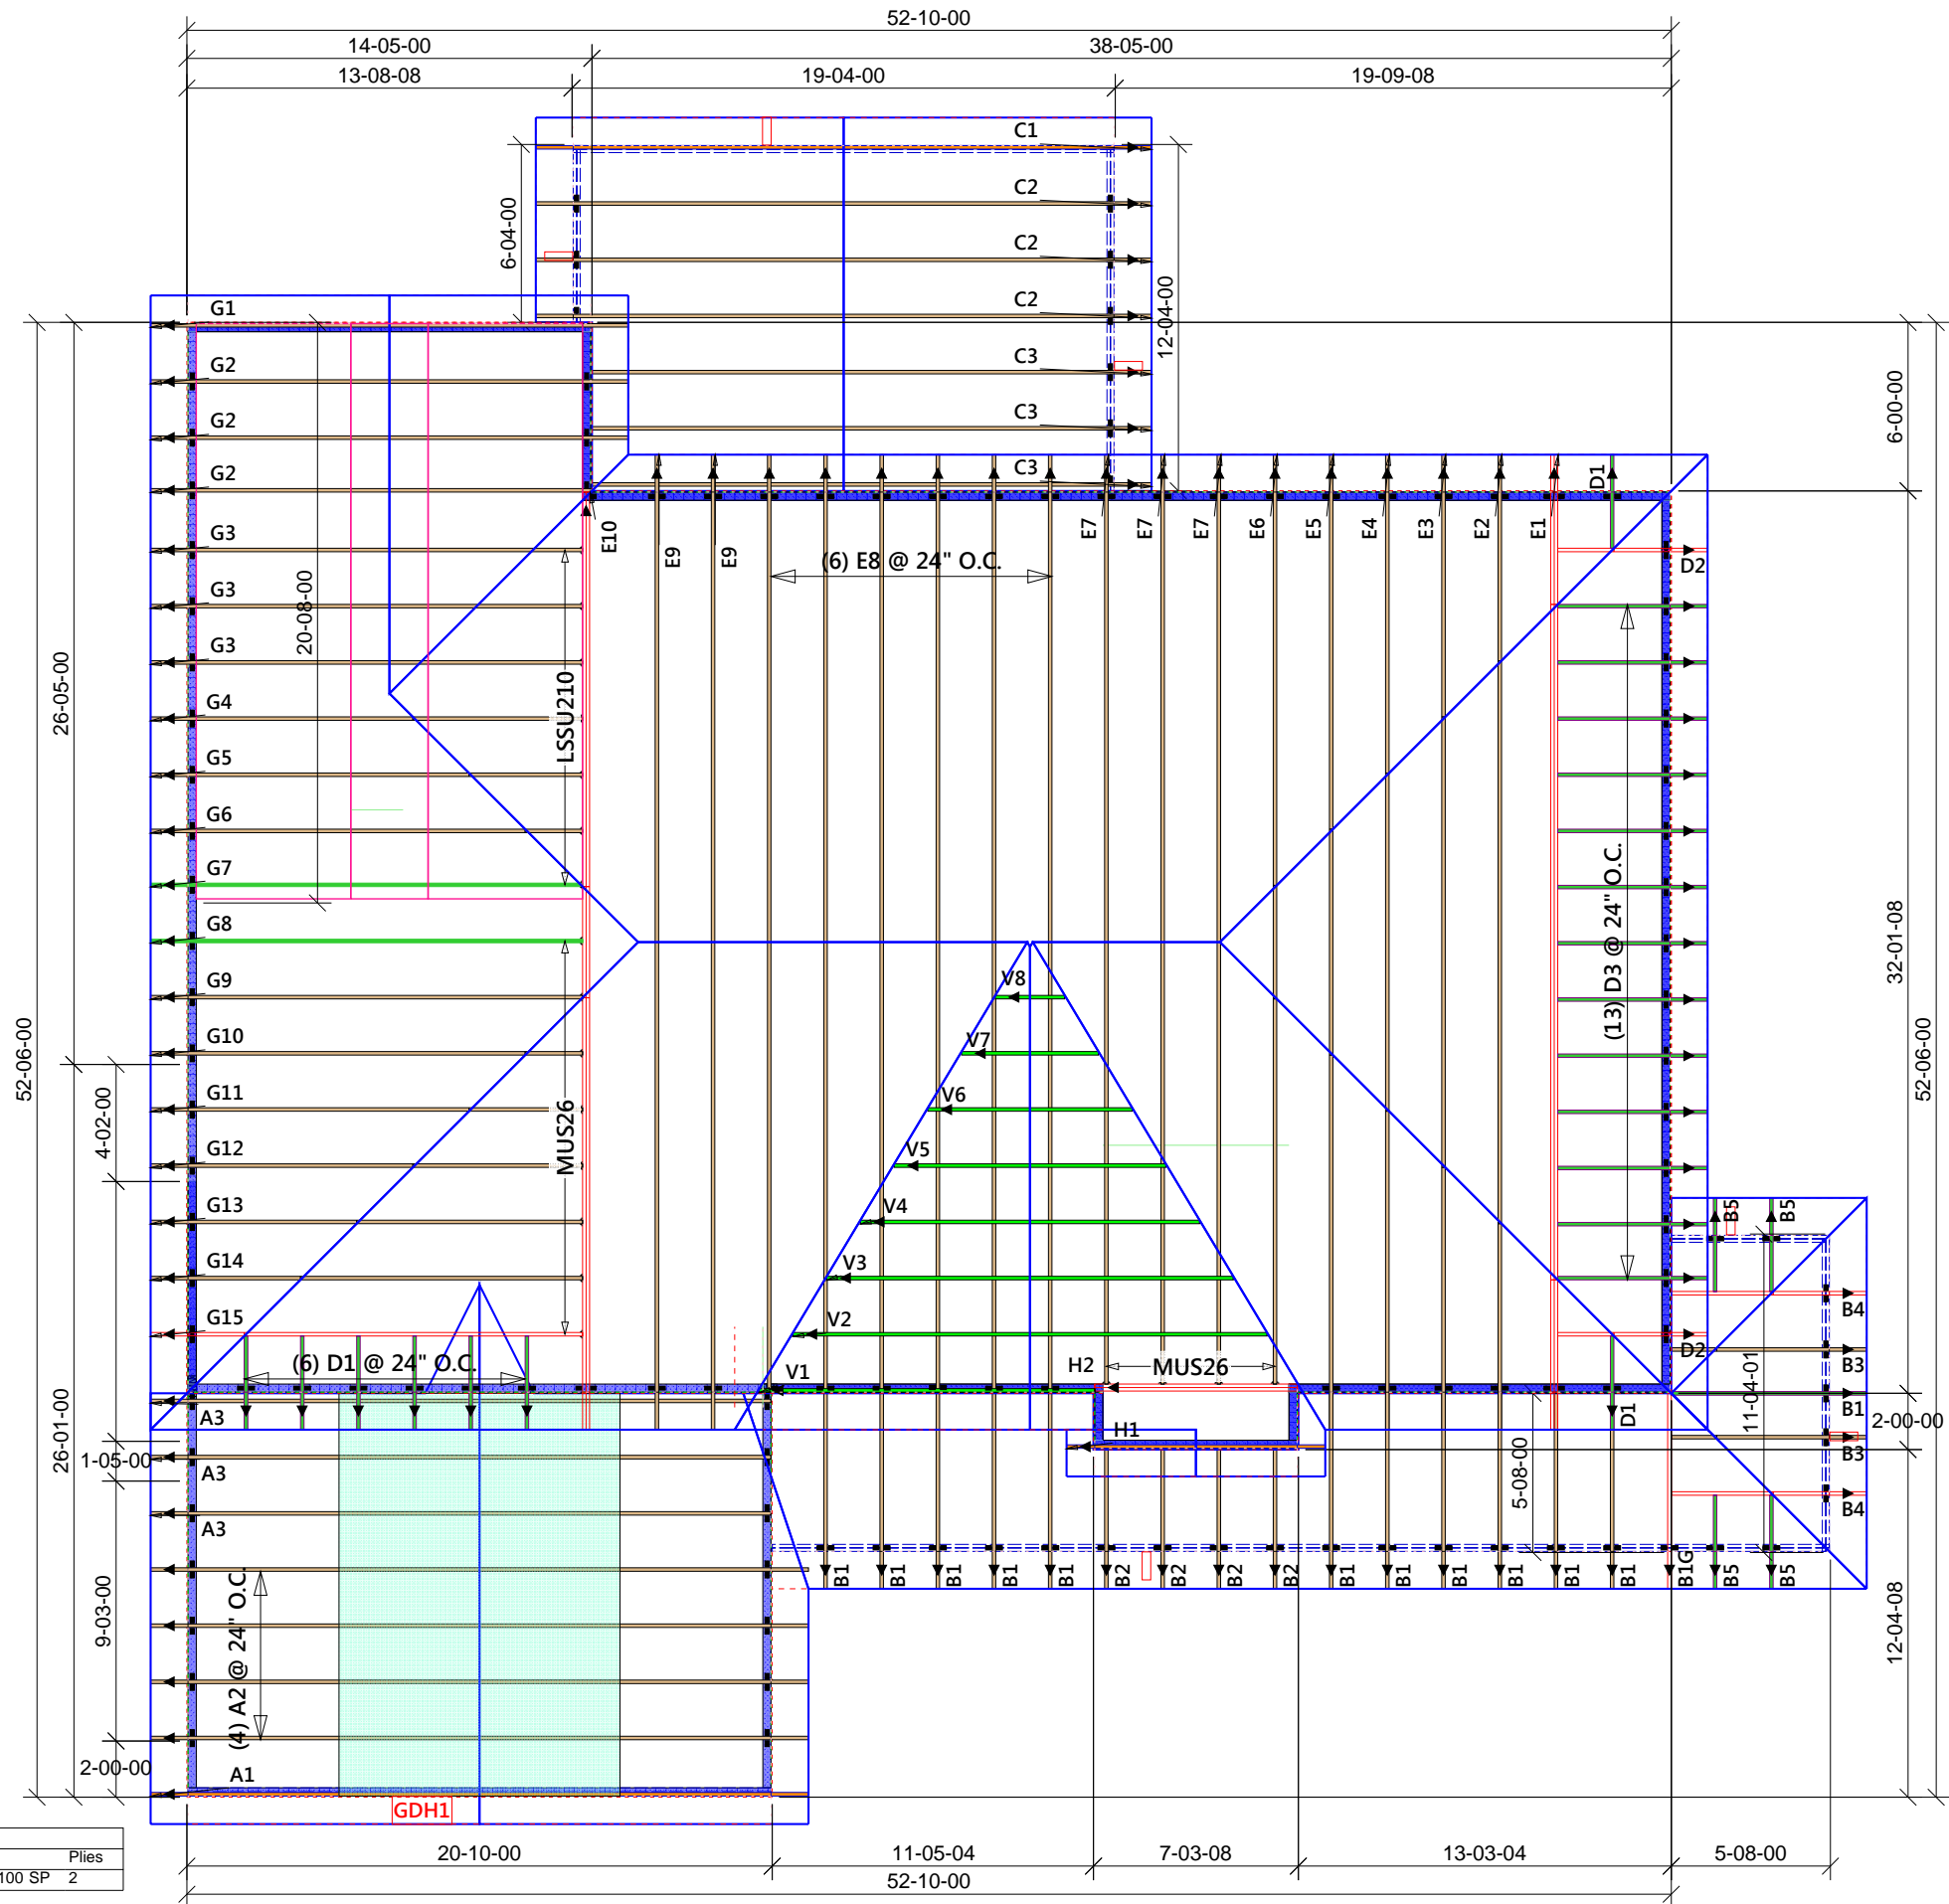 52-10-00
14-05-00
38-05-00
13-08-08
19-04-00
19-09-08
C1
C2
C2
C2
C3
C3
C3
6-04-00
12-04-00
G1
G2
G2
G2
G3
G3
G3
G4
G5
G6
G7
G8
G9
G10
G11
G12
G13
G14
G15
20-08-00
LSSU210
MUS26
E10
E9
E9
(6) E8 @ 24" O.C.
E7
E7
E7
E6
E5
E4
E3
E2
E1
D1
D2
(13) D3 @ 24" O.C.
6-00-00
32-01-08
52-06-00
26-05-00
52-06-00
4-02-00
V8
V7
V6
V5
V4
V3
V2
V1
H2
MUS26
H1
D2
D1
B5
B5
B4
B3
B1
B3
B4
11-04-01
2-00-00
5-08-00
12-04-08
(6) D1 @ 24" O.C.
A3
A3
A3
26-01-00
1-05-00
9-03-00
2-00-00
(4) A2 @ 24" O.C.
A1
GDH1
B1
B1
B1
B1
B1
B2
B2
B2
B2
B1
B1
B1
B1
B1
B1
B1G
B5
B5
Plies
100 SP
2
20-10-00
11-05-04
7-03-08
13-03-04
5-08-00
52-10-00